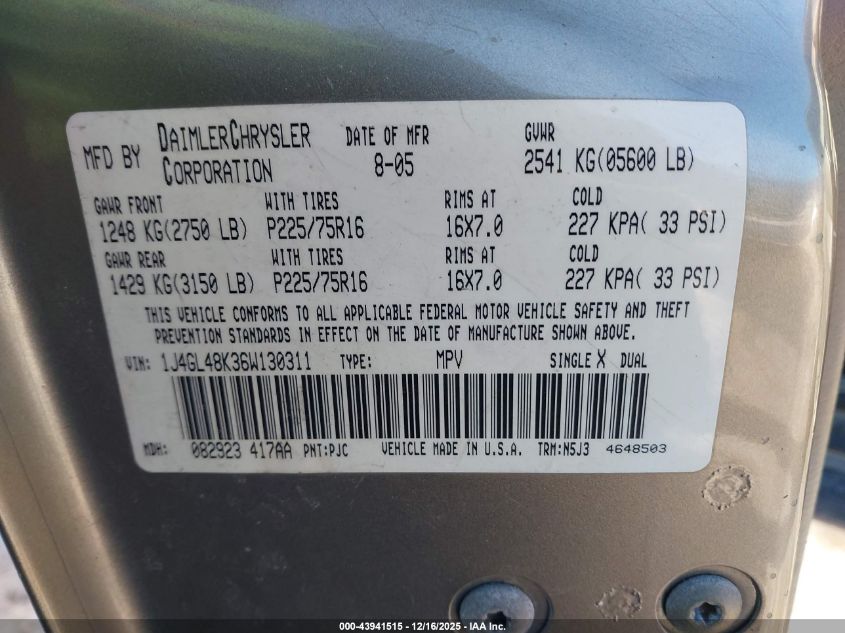 MFD BY DAIMLERCHRYSLER CORPORATION DATE OF MFR 8-05 GVWR 2541 KG(05600 LB)
GAWR FRONT WITH TIRES RIMS AT COLD
1248 KG(2750 LB) P225/75R16 16X7.0 227 KPA( 33 PSI)
GAWR REAR WITH TIRES RIMS AT COLD
1429 KG(3150 LB) P225/75R16 16X7.0 227 KPA( 33 PSI)
THIS VEHICLE CONFORMS TO ALL APPLICABLE FEDERAL MOTOR VEHICLE SAFETY AND THEFT
PREVENTION STANDARDS IN EFFECT ON THE DATE OF MANUFACTURE SHOWN ABOVE.
VIN: 1J4GL48K36W130311 TYPE: MPV SINGLE X DUAL
MDH: 082923 417AA PNT:PJC VEHICLE MADE IN U.S.A. TRM:N5J3 4648503
000-43941515 - 12/16/2025 - IAA Inc.